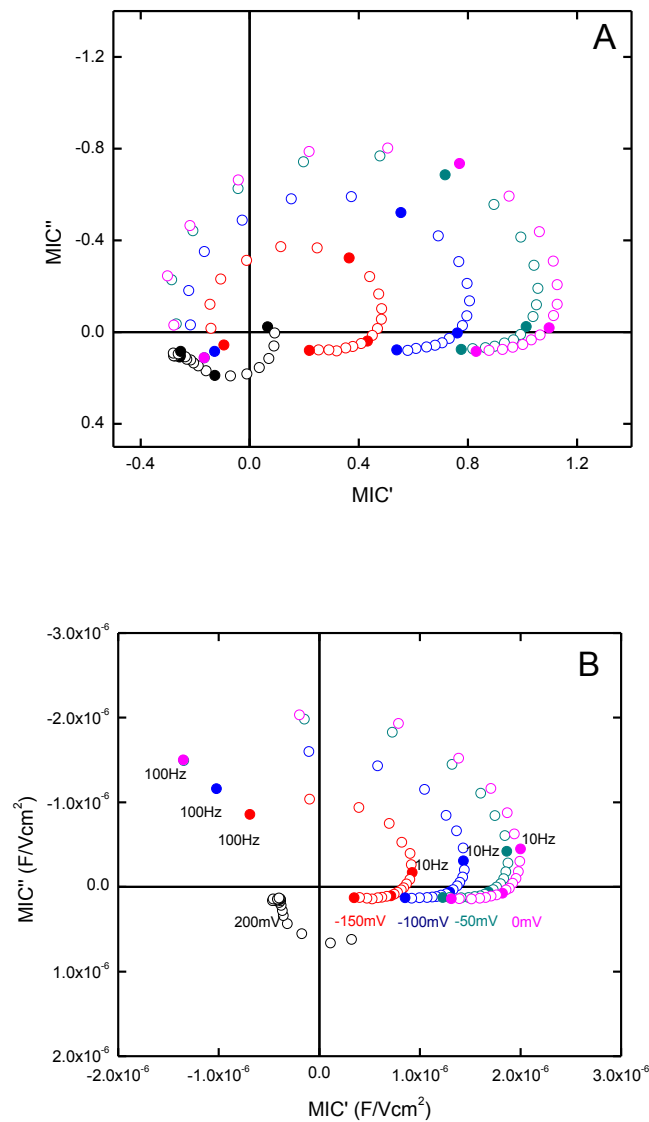 A
-1.2
-0.8
-0.4
0.0
0.4
MIC''
-0.4
0.0
0.4
0.8
1.2
MIC'
B
-3.0x10⁻⁶
-2.0x10⁻⁶
-1.0x10⁻⁶
0.0
1.0x10⁻⁶
2.0x10⁻⁶
MIC'' (F/Vcm²)
100Hz
100Hz
100Hz
10Hz
10Hz
10Hz
200mV
-150mV
-100mV
-50mV
0mV
-2.0x10⁻⁶
-1.0x10⁻⁶
0.0
1.0x10⁻⁶
2.0x10⁻⁶
3.0x10⁻⁶
MIC' (F/Vcm²)